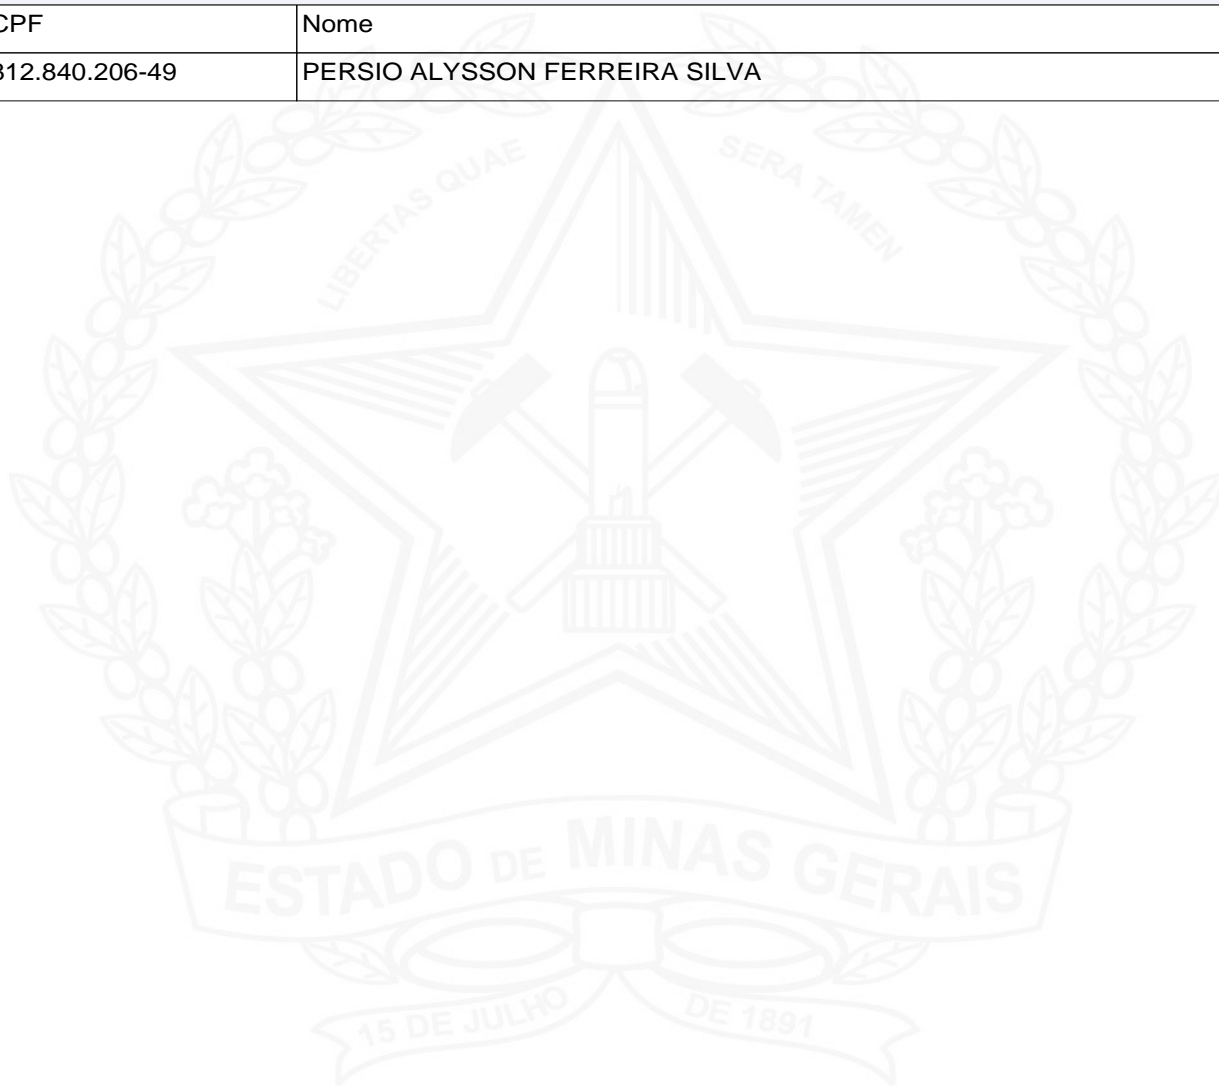 CPF Nome
812.840.206-49 PERSIO ALYSSON FERREIRA SILVA
LIBERTAS QUAE SERA TAMEN
ESTADO DE MINAS GERAIS
15 DE JULHO DE 1891